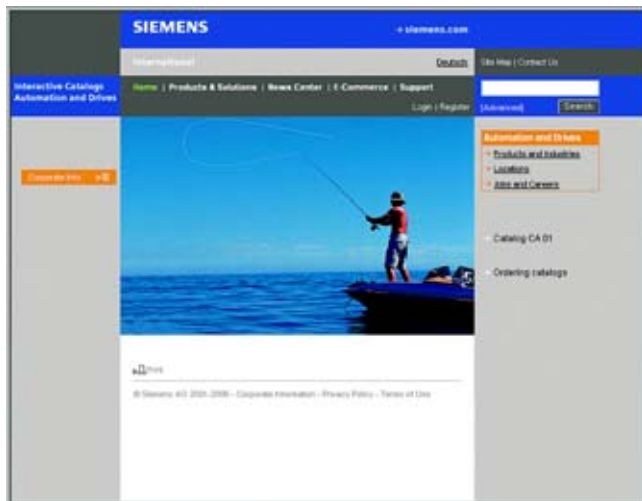 SIEMENS
→ siemens.com
International
Deutsch
Site Map | Contact Us
Interactive Catalogs
Automation and Drives
Home | Products & Solutions | News Center | E-Commerce | Support
Login | Register
[Advanced]
Search
Corporate Info
Automation and Drives
Products and Industries
Locations
Jobs and Careers
Catalog CA 01
Ordering catalogs
Print
© Siemens AG 2001-2006 - Corporate Information - Privacy Policy - Terms of Use